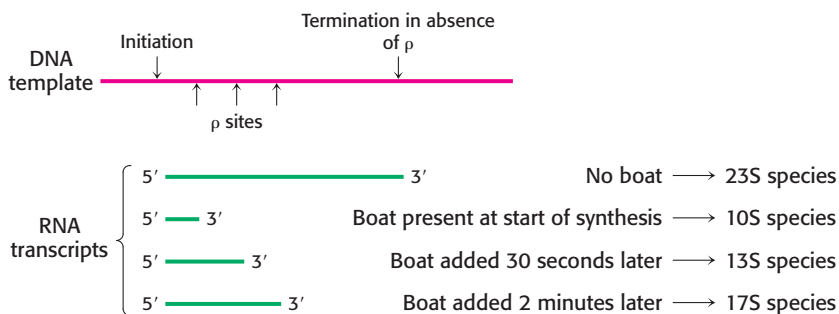 Termination in absence
of ρ
Initiation
DNA
template
ρ sites
5′ 3′ No boat → 23S species
RNA
transcripts
5′ 3′ Boat present at start of synthesis → 10S species
5′ 3′ Boat added 30 seconds later → 13S species
5′ 3′ Boat added 2 minutes later → 17S species